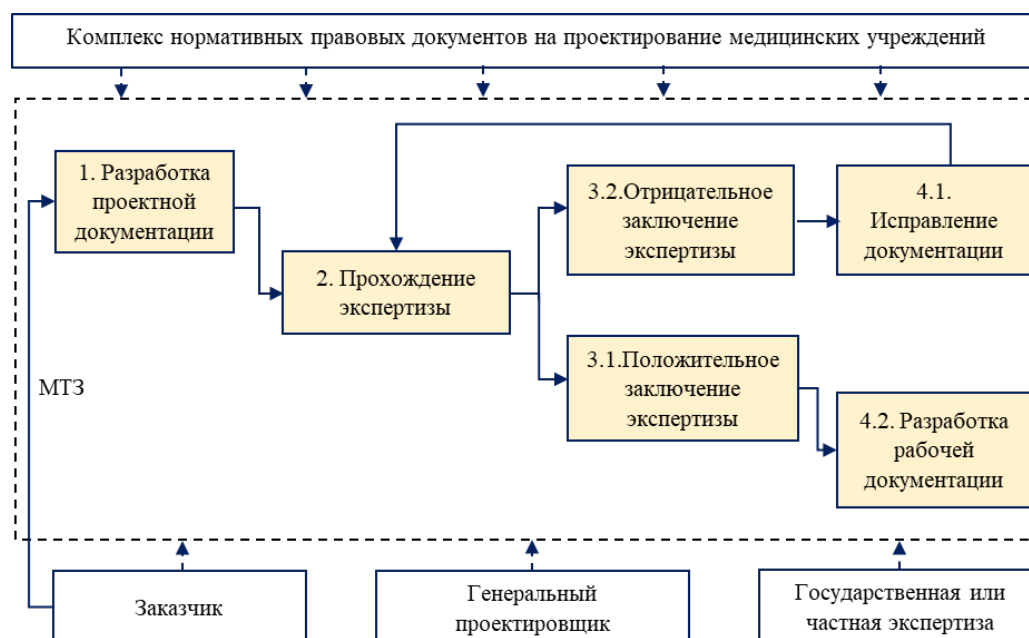 Комплекс нормативных правовых документов на проектирование медицинских учреждений
1. Разработка
проектной
документации
2. Прохождение
экспертизы
3.2.Отрицательное
заключение
экспертизы
4.1.
Исправление
документации
3.1.Положительное
заключение
экспертизы
4.2. Разработка
рабочей
документации
МТЗ
Заказчик
Генеральный
проектировщик
Государственная или
частная экспертиза